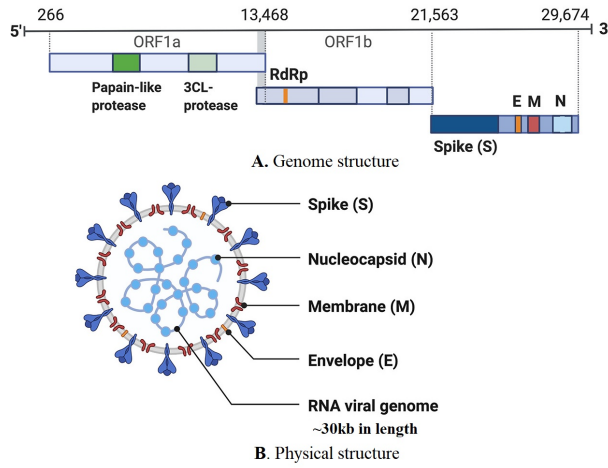 266 13,468 21,563 29,674
5' 3'
ORF1a ORF1b
RdRp
Papain-like
protease
3CL-
protease
E M N
Spike (S)
A. Genome structure
Spike (S)
Nucleocapsid (N)
Membrane (M)
Envelope (E)
RNA viral genome
~30kb in length
B. Physical structure